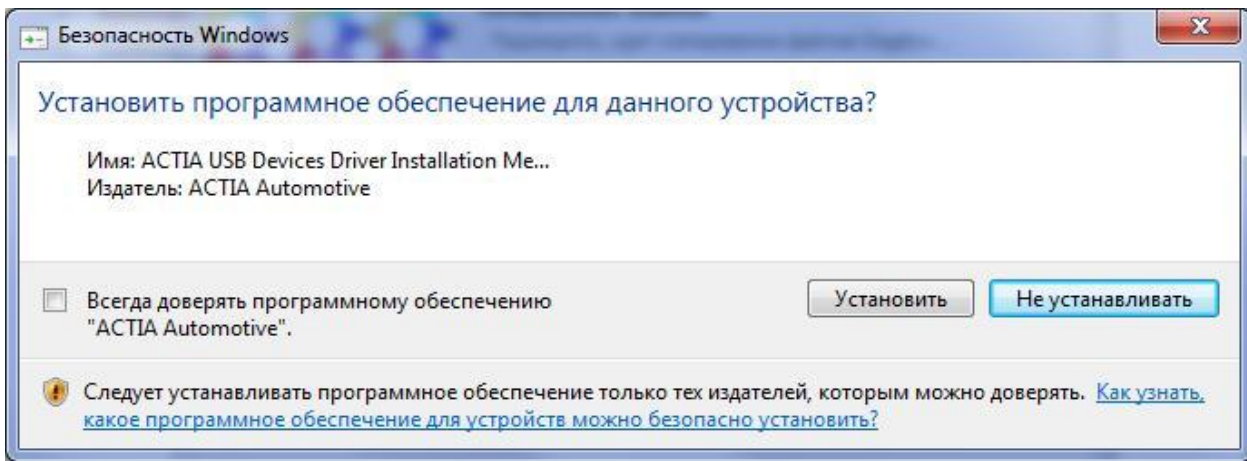 Безопасность Windows
Установить программное обеспечение для данного устройства?
Имя: ACTIA USB Devices Driver Installation Me...
Издатель: ACTIA Automotive
Всегда доверять программному обеспечению
"ACTIA Automotive".
Установить
Не устанавливать
Следует устанавливать программное обеспечение только тех издателей, которым можно доверять. Как узнать,
какое программное обеспечение для устройств можно безопасно установить?